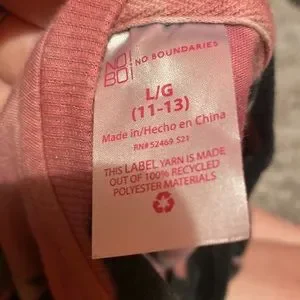 NO!
BO!
NO BOUNDARIES
L/G
(11-13)
Made in/Hecho en China
RN# 52469 S21
THIS LABEL YARN IS MADE
OUT OF 100% RECYCLED
POLYESTER MATERIALS